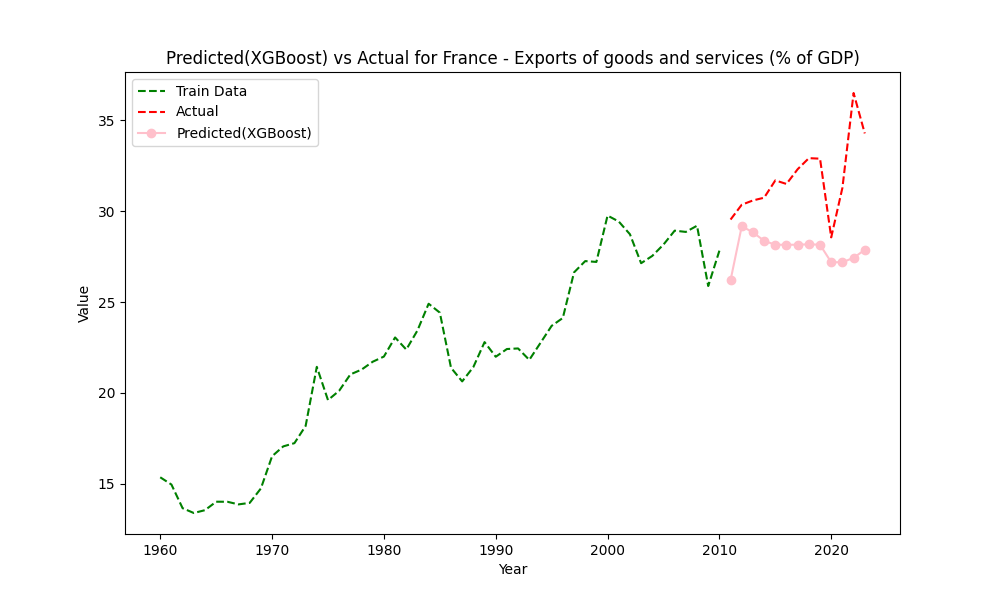 Predicted(XGBoost) vs Actual for France - Exports of goods and services (% of GDP)
Train Data
Actual
Predicted(XGBoost)
35
30
25
20
15
Value
1960 1970 1980 1990 2000 2010 2020
Year